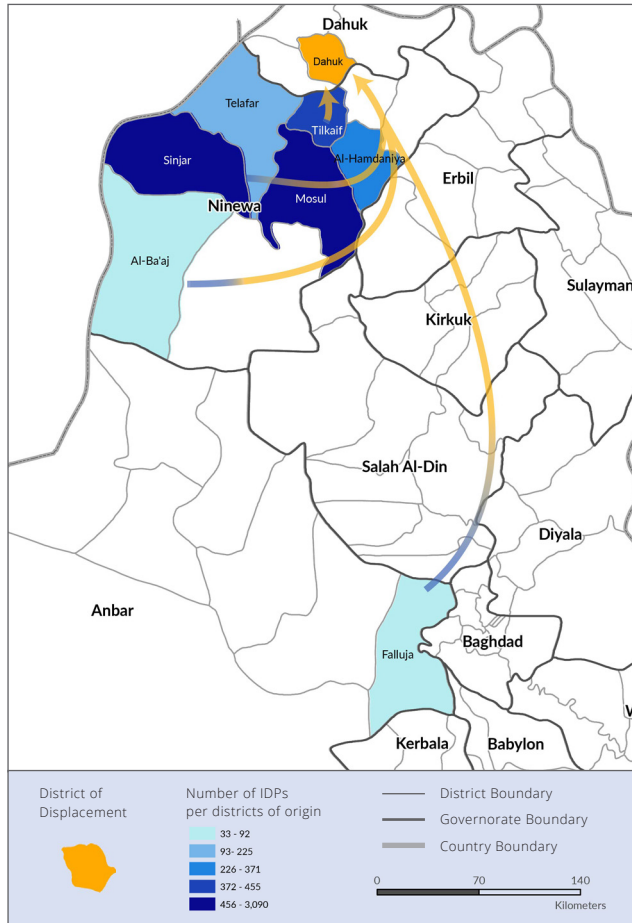 Dahuk
Dahuk
Telafar
Tilkaif
Al-Hamdaniya
Sinjar
Mosul
Erbil
Ninewa
Al-Ba'aj
Sulayman
Kirkuk
Salah Al-Din
Diyala
Anbar
Baghdad
Falluja
W
Kerbala
Babylon
District of
Displacement
Number of IDPs
per districts of origin
33 - 92
93 - 225
226 - 371
372 - 455
456 - 3,090
District Boundary
Governorate Boundary
Country Boundary
0 70 140
Kilometers